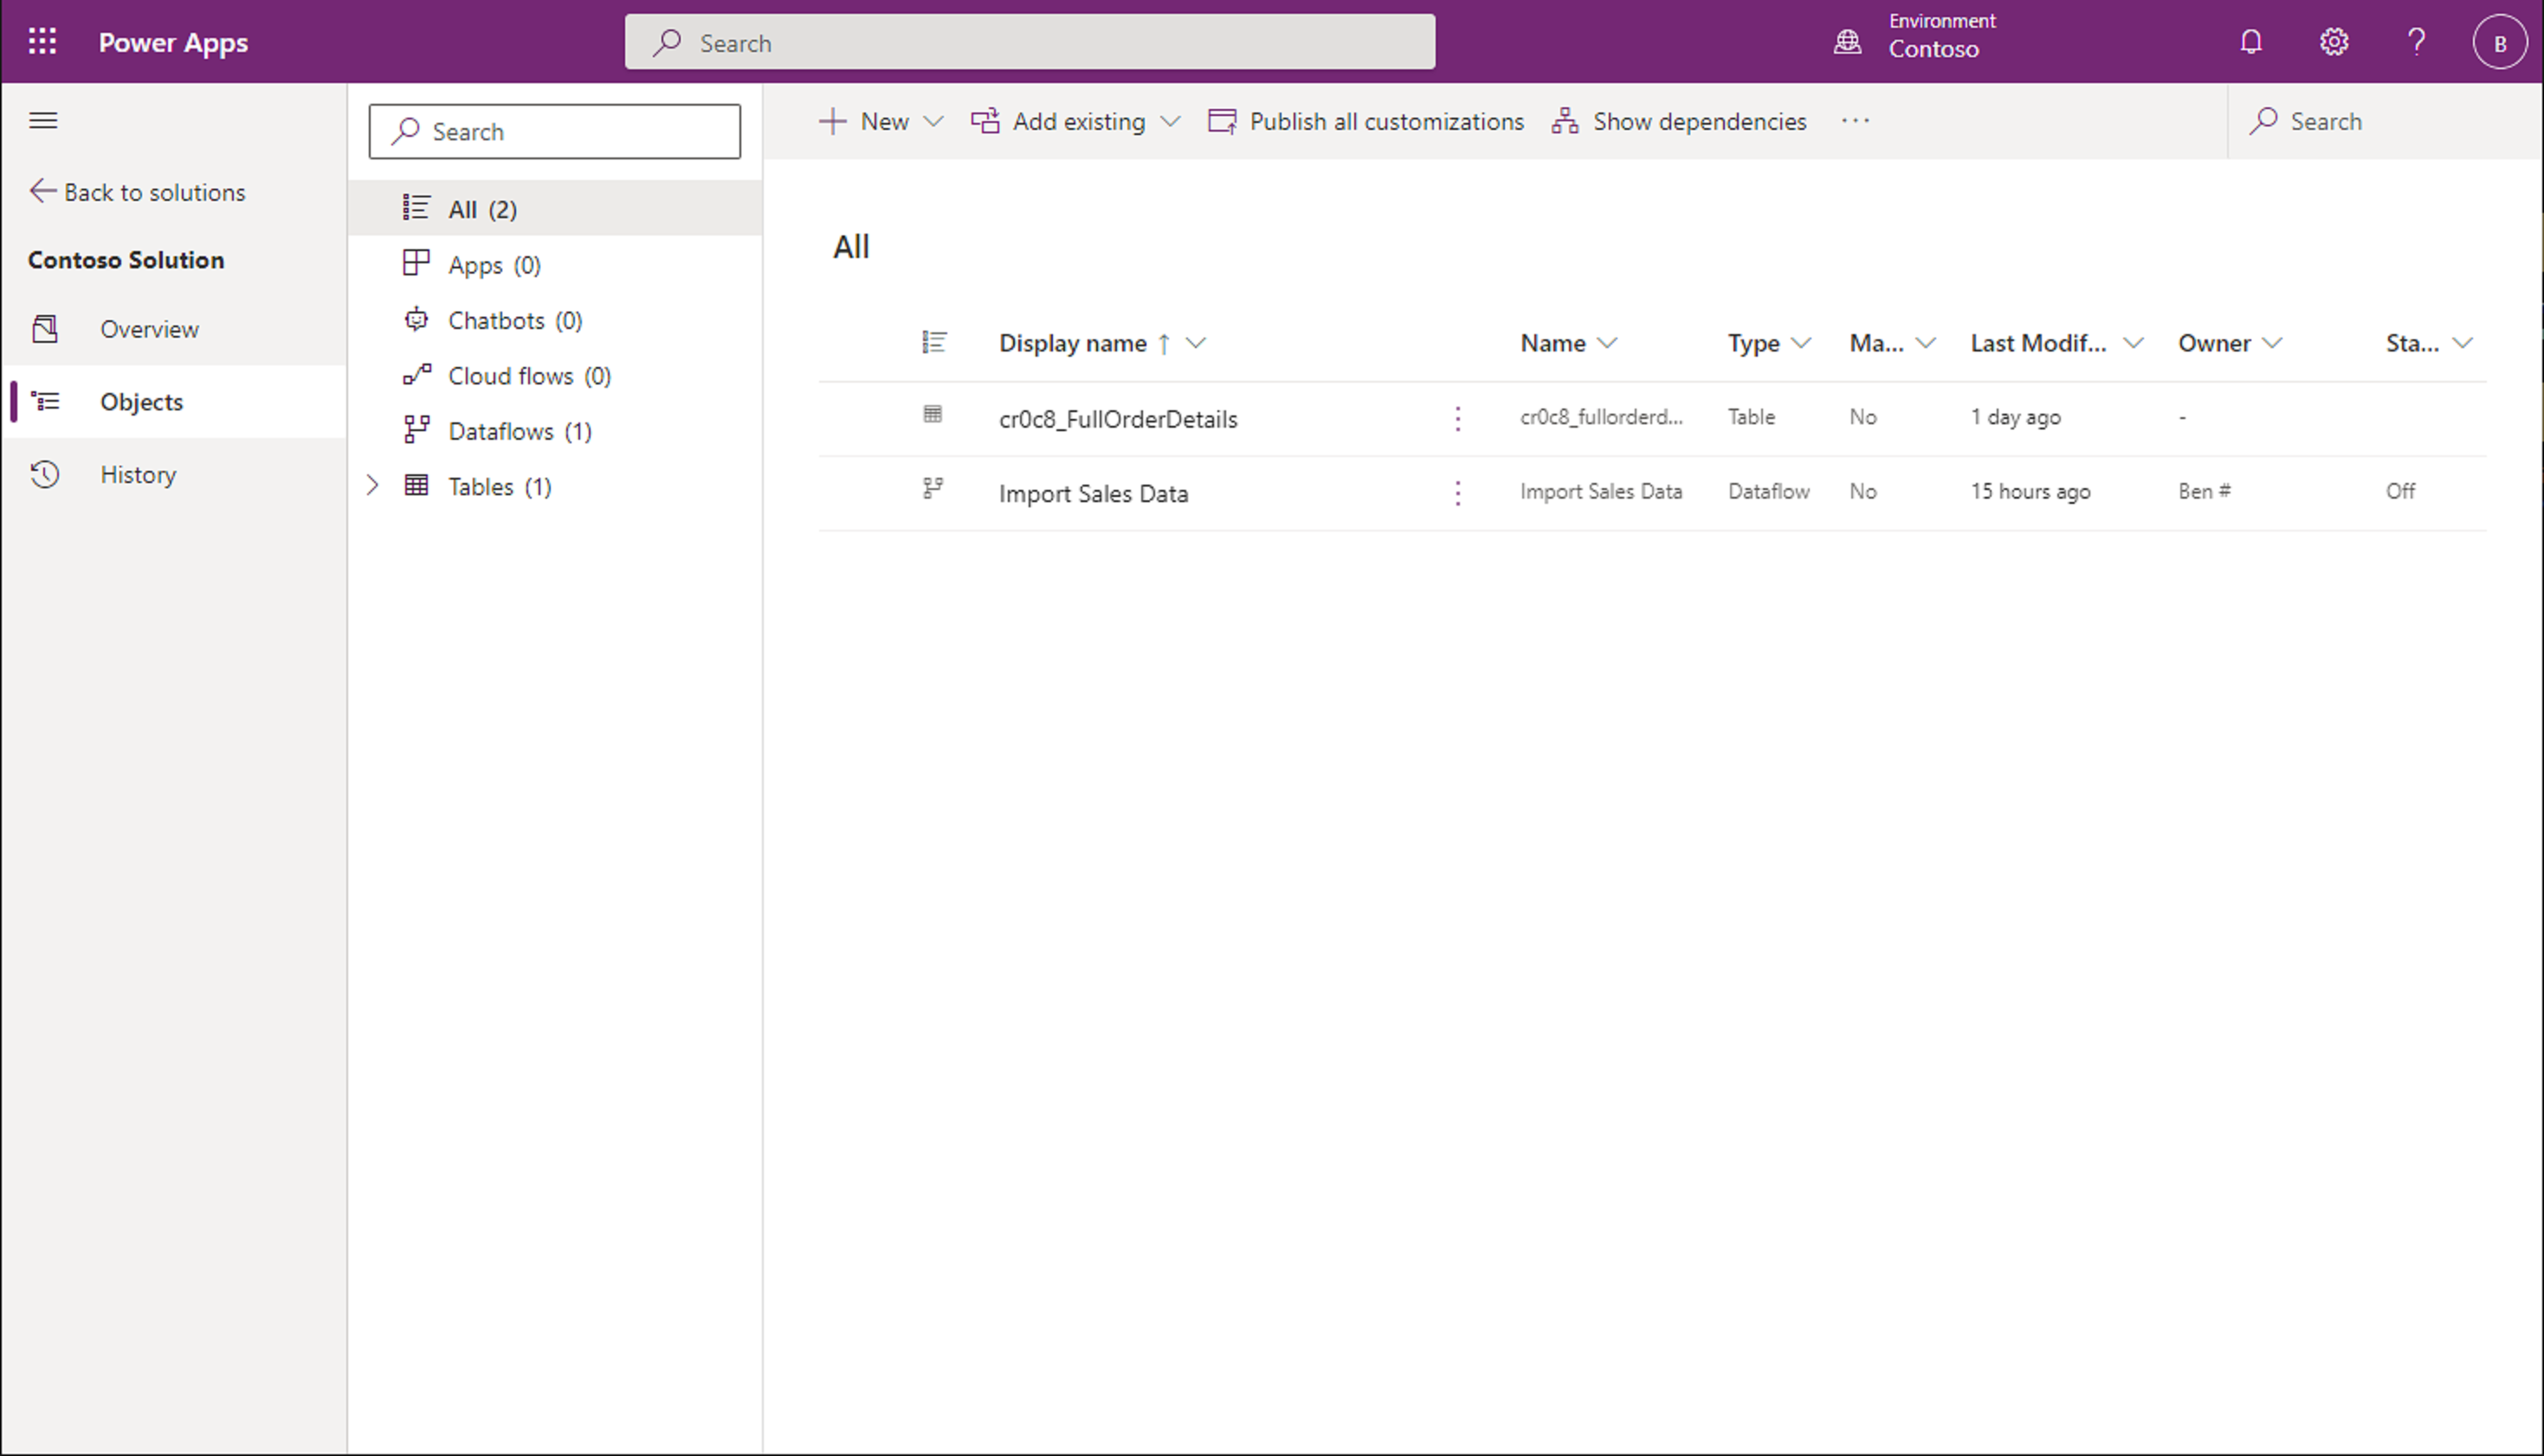 Power Apps
Search
Environment
Contoso
?
B
Back to solutions
Contoso Solution
Overview
Objects
History
Search
All (2)
Apps (0)
Chatbots (0)
Cloud flows (0)
Dataflows (1)
Tables (1)
New
Add existing
Publish all customizations
Show dependencies
...
Search
All
Display name ↑ Name Type Ma... Last Modif... Owner Sta...
cr0c8_FullOrderDetails cr0c8_fullorderd... Table No 1 day ago -
Import Sales Data Import Sales Data Dataflow No 15 hours ago Ben # Off